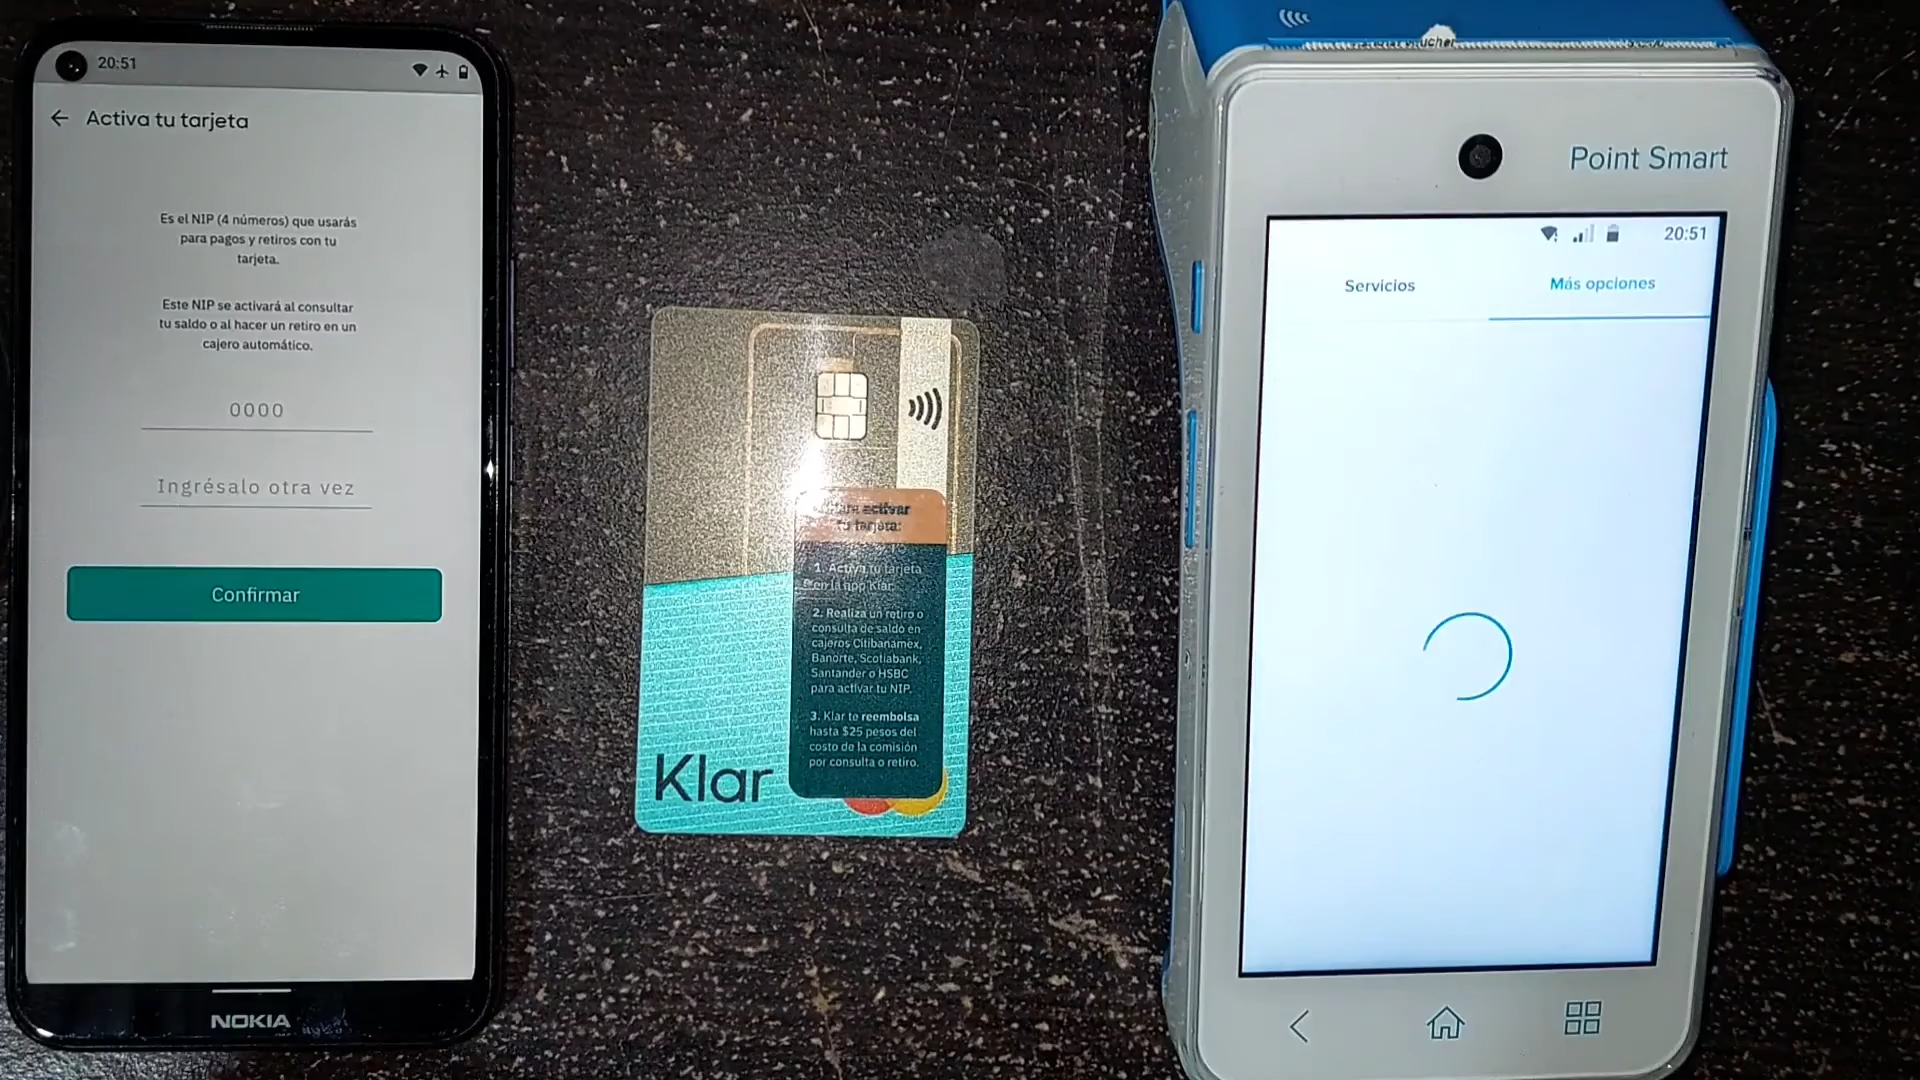 20:51
Activa tu tarjeta
Es el NIP (4 números) que usarás
para pagos y retiros con tu
tarjeta.
Este NIP se activará al consultar
tu saldo o al hacer un retiro en un
cajero automático.
0000
Ingrésalo otra vez
Confirmar
NOKIA
activar
tu tarjeta:
1. Activa tu tarjeta
en la app Klar.
2. Realiza un retiro o
consulta de saldo en
cajeros Citibanamex,
Banorte, Scotiabank,
Santander o HSBC
para activar tu NIP.
3. Klar te reembolsa
hasta $25 pesos del
costo de la comisión
por consulta o retiro.
Klar
Point Smart
20:51
Servicios
Más opciones